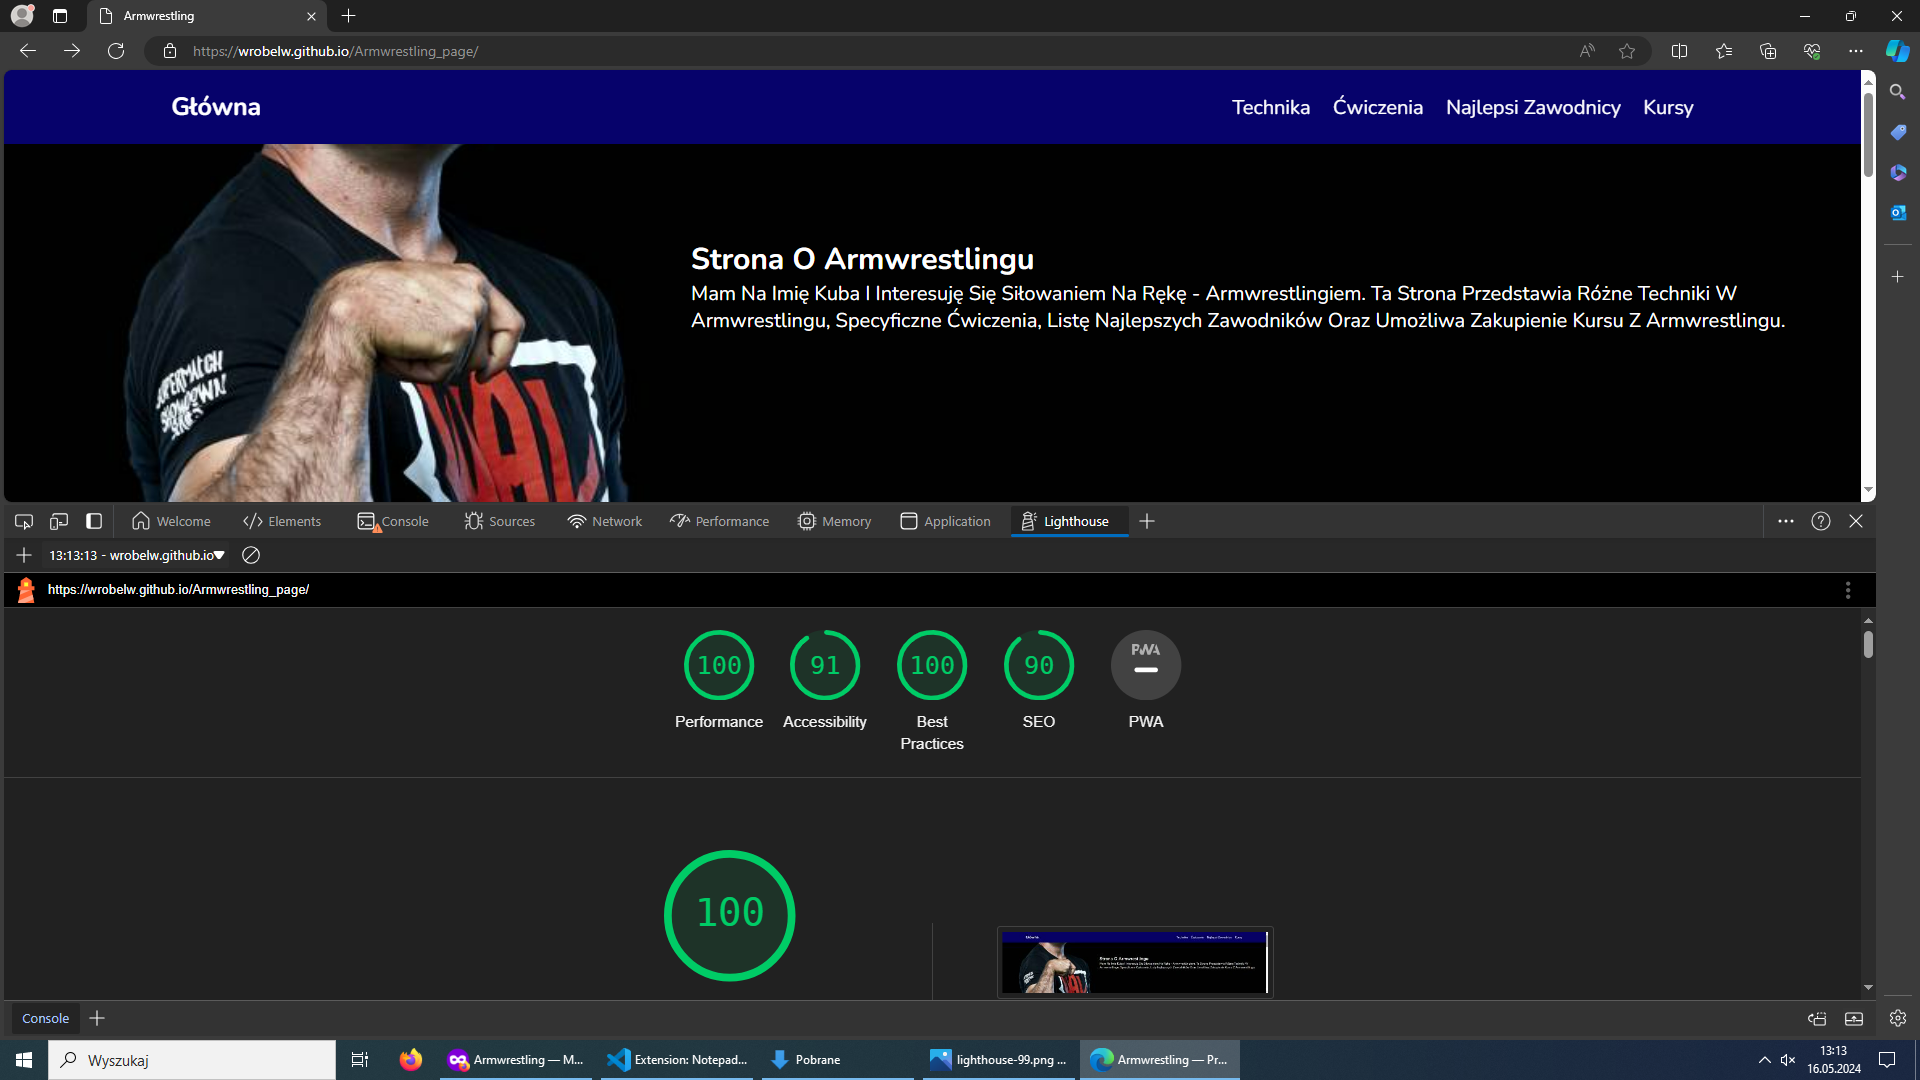 Armwrestling
https://wrobelw.github.io/Armwrestling_page/
Główna
Technika
Ćwiczenia
Najlepsi Zawodnicy
Kursy
SUPERMATCH
SHOWDOWN
Strona O Armwrestlingu
Mam Na Imię Kuba I Interesuję Się Siłowaniem Na Rękę - Armwrestlingiem. Ta Strona Przedstawia Różne Techniki W
Armwrestlingu, Specyficzne Ćwiczenia, Listę Najlepszych Zawodników Oraz Umożliwa Zakupienie Kursu Z Armwrestlingu.
Welcome
Elements
Console
Sources
Network
Performance
Memory
Application
Lighthouse
13:13:13 - wrobelw.github.io
https://wrobelw.github.io/Armwrestling_page/
100
91
100
90
PWA
Performance
Accessibility
Best
Practices
SEO
PWA
100
Console
Wyszukaj
Armwrestling — M...
Extension: Notepad...
Pobrane
lighthouse-99.png ...
Armwrestling — Pr...
13:13
16.05.2024